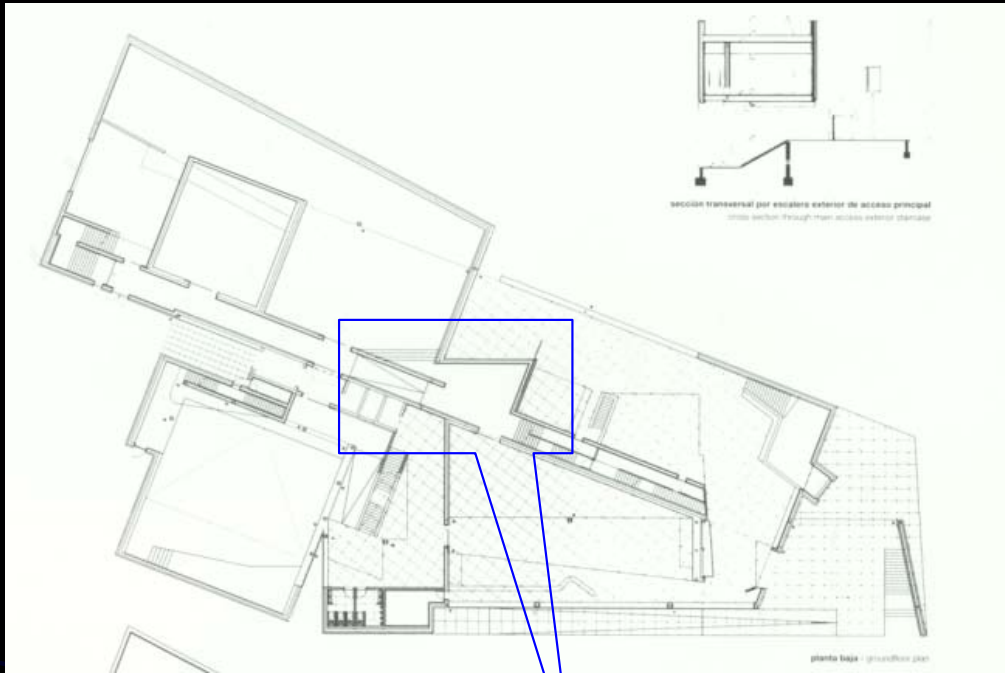 sección transversal por escalera exterior de acceso principal
cross section through main access exterior staircase
planta baja - groundfloor plan